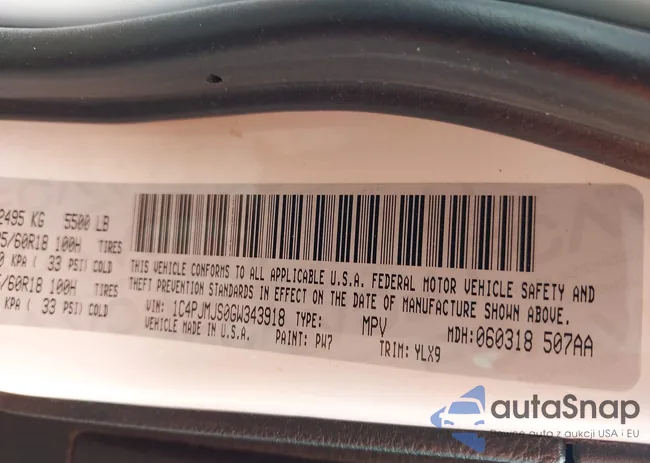 2495 KG 5500 LB
5/60R18 100H TIRES
0 KPA ( 33 PSI) COLD
/60R18 100H TIRES
KPA ( 33 PSI) COLD
THIS VEHICLE CONFORMS TO ALL APPLICABLE U.S.A. FEDERAL MOTOR VEHICLE SAFETY AND
THEFT PREVENTION STANDARDS IN EFFECT ON THE DATE OF MANUFACTURE SHOWN ABOVE.
VIN: 1C4PJMJS0GW343918 TYPE: MPV MDH: 060318 507AA
VEHICLE MADE IN U.S.A. PAINT: PW7 TRIM: YLX9
autaSnap
Pewne auta z aukcji USA i EU